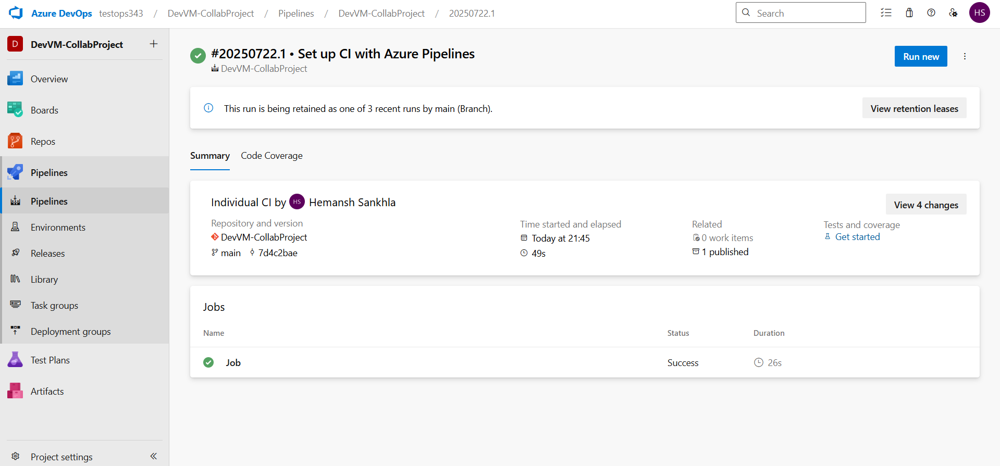 Azure DevOps testops343 / DevVM-CollabProject / Pipelines / DevVM-CollabProject / 20250722.1
Search
HS
D DevVM-CollabProject
Overview
Boards
Repos
Pipelines
Pipelines
Environments
Releases
Library
Task groups
Deployment groups
Test Plans
Artifacts
Project settings
#20250722.1 • Set up CI with Azure Pipelines
DevVM-CollabProject
Run new
This run is being retained as one of 3 recent runs by main (Branch).
View retention leases
Summary Code Coverage
Individual CI by HS Hemansh Sankhla
View 4 changes
Repository and version
DevVM-CollabProject
main 7d4c2bae
Time started and elapsed
Today at 21:45
49s
Related
0 work items
1 published
Tests and coverage
Get started
Jobs
Name Status Duration
Job Success 26s